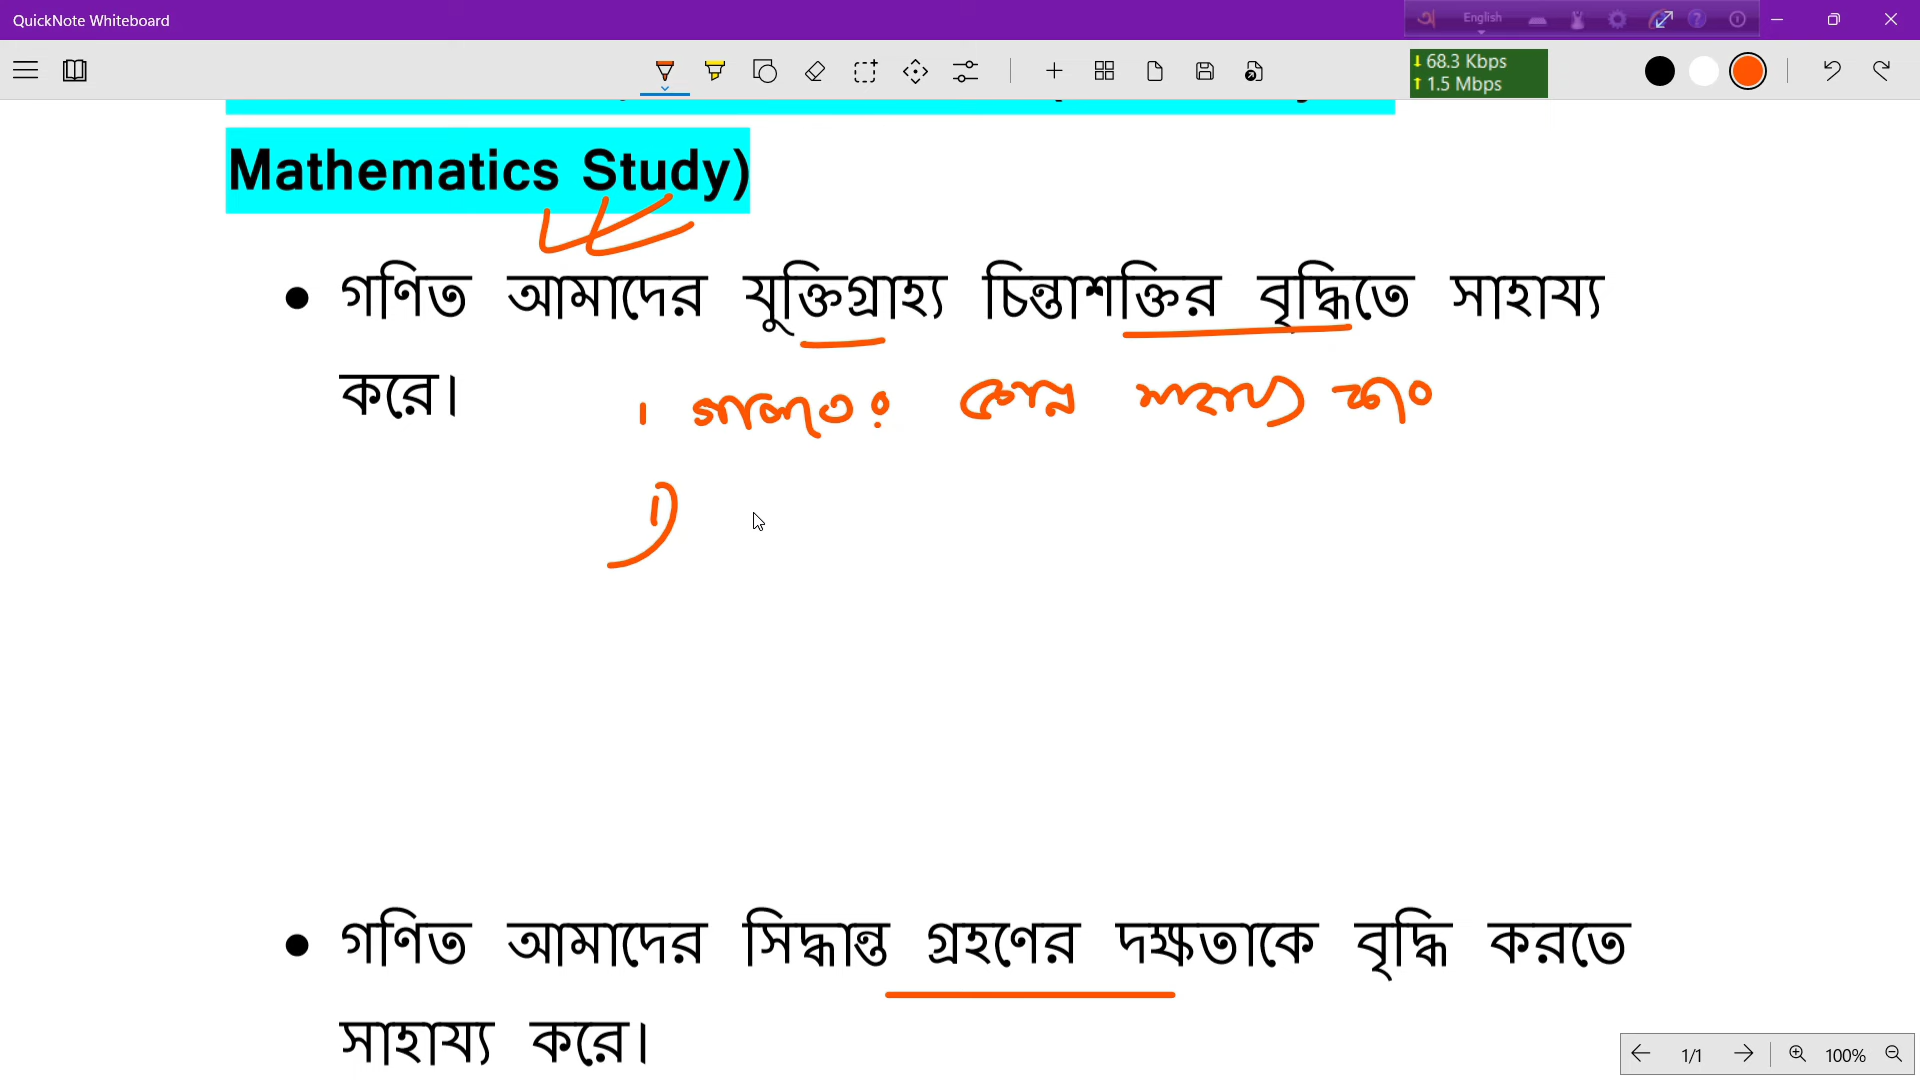 QuickNote Whiteboard
English
68.3 Kbps
1.5 Mbps
Mathematics Study)
● গণিত আমাদের যুক্তিগ্রাহ্য চিন্তাশক্তির বৃদ্ধিতে সাহায্য
করে।
১)
● গণিত আমাদের সিদ্ধান্ত গ্রহণের দক্ষতাকে বৃদ্ধি করতে
সাহায্য করে।
1/1
100%